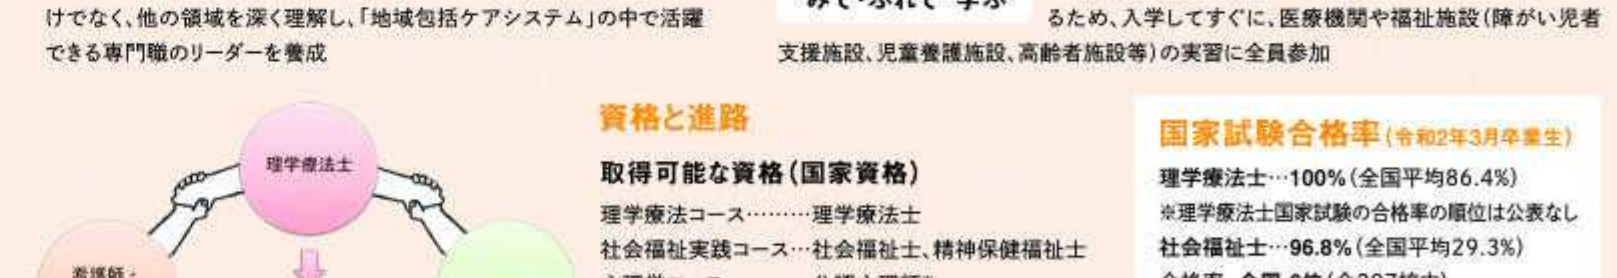 けでなく、他の領域を深く理解し、「地域包括ケアシステム」の中で活躍
できる専門職のリーダーを養成
るため、入学してすぐに、医療機関や福祉施設(障がい児者
支援施設、児童養護施設、高齢者施設等)の実習に全員参加
理学療法士
資格と進路
取得可能な資格(国家資格)
理学療法コース………理学療法士
社会福祉実践コース…社会福祉士、精神保健福祉士
国家試験合格率(令和2年3月卒業生)
理学療法士…100%(全国平均86.4%)
※理学療法士国家試験の合格率の順位は公表なし
社会福祉士…96.8%(全国平均29.3%)